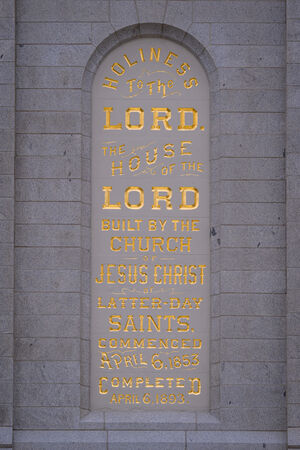 HOLINESS
To The
LORD.
THE
HOUSE
OF THE
LORD
BUILT BY THE
CHURCH
OF
JESUS CHRIST
OF
LATTER-DAY
SAINTS.
COMMENCED
APRIL 6, 1853
COMPLETED
APRIL 6, 1893.